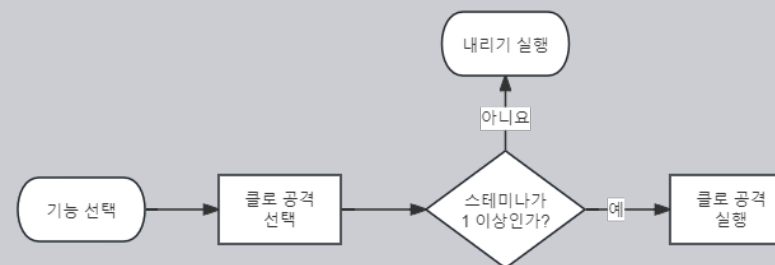 내리기 실행
아니요
기능 선택
클로 공격
선택
스테미나가
1 이상인가?
예
클로 공격
실행